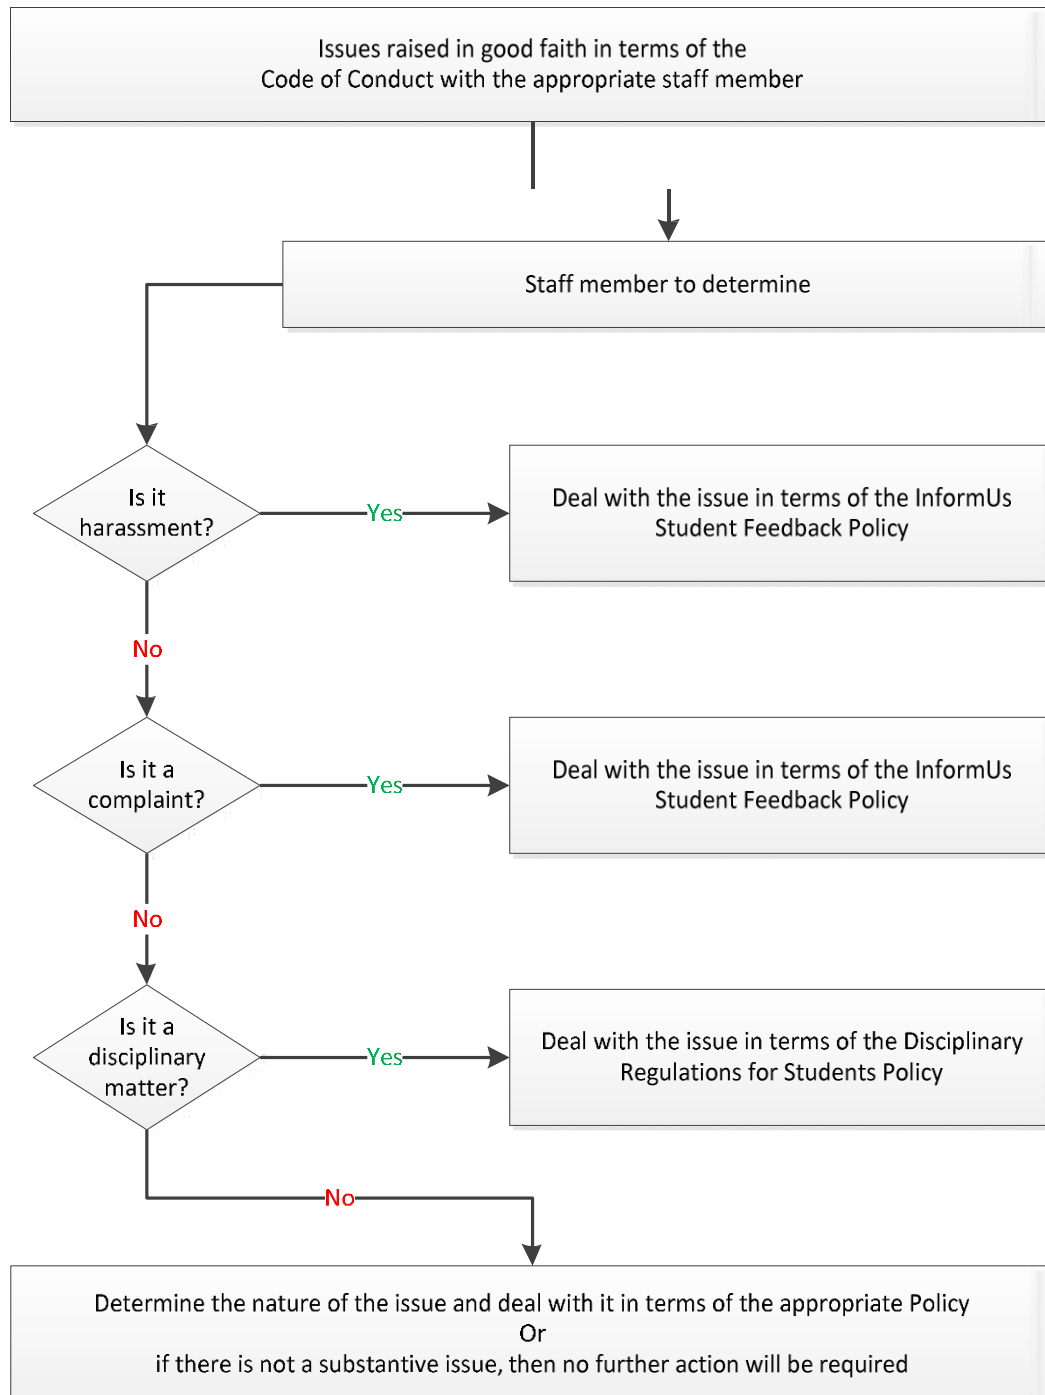 Issues raised in good faith in terms of the
Code of Conduct with the appropriate staff member
Staff member to determine
Is it
harassment?
Yes
Deal with the issue in terms of the InformUs
Student Feedback Policy
No
Is it a
complaint?
Yes
Deal with the issue in terms of the InformUs
Student Feedback Policy
No
Is it a
disciplinary
matter?
Yes
Deal with the issue in terms of the Disciplinary
Regulations for Students Policy
No
Determine the nature of the issue and deal with it in terms of the appropriate Policy
Or
if there is not a substantive issue, then no further action will be required